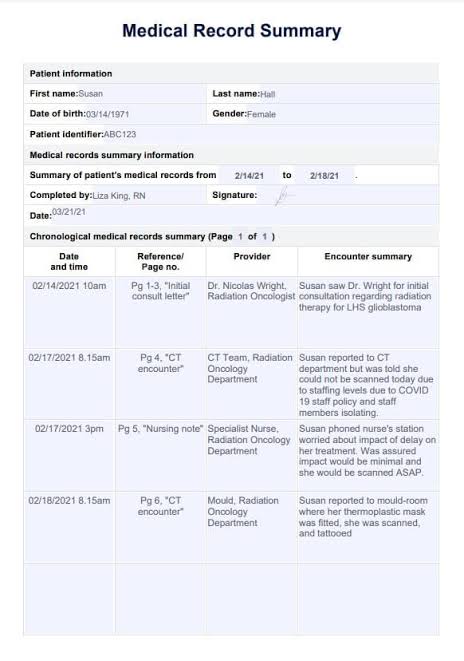 Medical Record Summary
Patient information
First name:Susan Last name:Hall
Date of birth:03/14/1971 Gender:Female
Patient identifier:ABC123
Medical records summary information
Summary of patient's medical records from 2/14/21 to 2/18/21 .
Completed by:Liza King, RN Signature:
Date:03/21/21
Chronological medical records summary (Page 1 of 1 )
Date
and time
Reference/
Page no.
Provider
Encounter summary
02/14/2021 10am
Pg 1-3, "Initial
consult letter"
Dr. Nicolas Wright,
Radiation Oncologist
Susan saw Dr. Wright for initial
consultation regarding radiation
therapy for LHS glioblastoma
02/17/2021 8.15am
Pg 4, "CT
encounter"
CT Team, Radiation
Oncology
Department
Susan reported to CT
department but was told she
could not be scanned today due
to staffing levels due to COVID
19 staff policy and staff
members isolating.
02/17/2021 3pm
Pg 5, "Nursing note"
Specialist Nurse,
Radiation Oncology
Department
Susan phoned nurse's station
worried about impact of delay on
her treatment. Was assured
impact would be minimal and
she would be scanned ASAP.
02/18/2021 8.15am
Pg 6, "CT
encounter"
Mould, Radiation
Oncology
Department
Susan reported to mould-room
where her thermoplastic mask
was fitted, she was scanned,
and tattooed